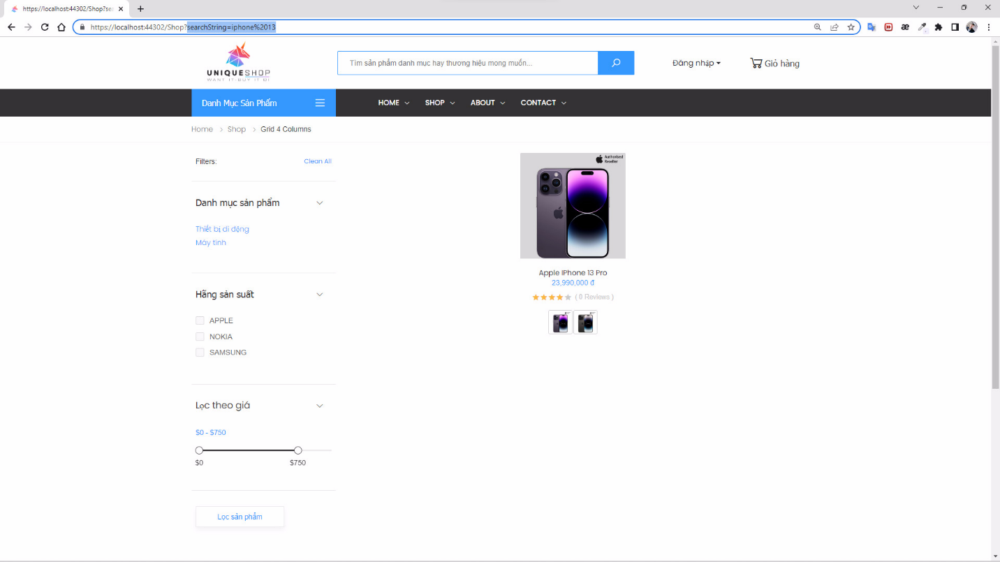 https://localhost:44302/Shop?sea
https://localhost:44302/Shop?searchString=iphone%2013
UNIQUESHOP
WANT IT-BUY IT ĐI
Tìm sản phẩm danh mục hay thương hiệu mong muốn...
Đăng nhập
Giỏ hàng
Danh Mục Sản Phẩm
HOME
SHOP
ABOUT
CONTACT
Home > Shop > Grid 4 Columns
Filters:
Clean All
Danh mục sản phẩm
Thiết bị di động
Máy tính
Hãng sản suất
APPLE
NOKIA
SAMSUNG
Lọc theo giá
$0 - $750
$0
$750
Lọc sản phẩm
Authorised
Reseller
Apple IPhone 13 Pro
23,990,000 đ
( 0 Reviews )